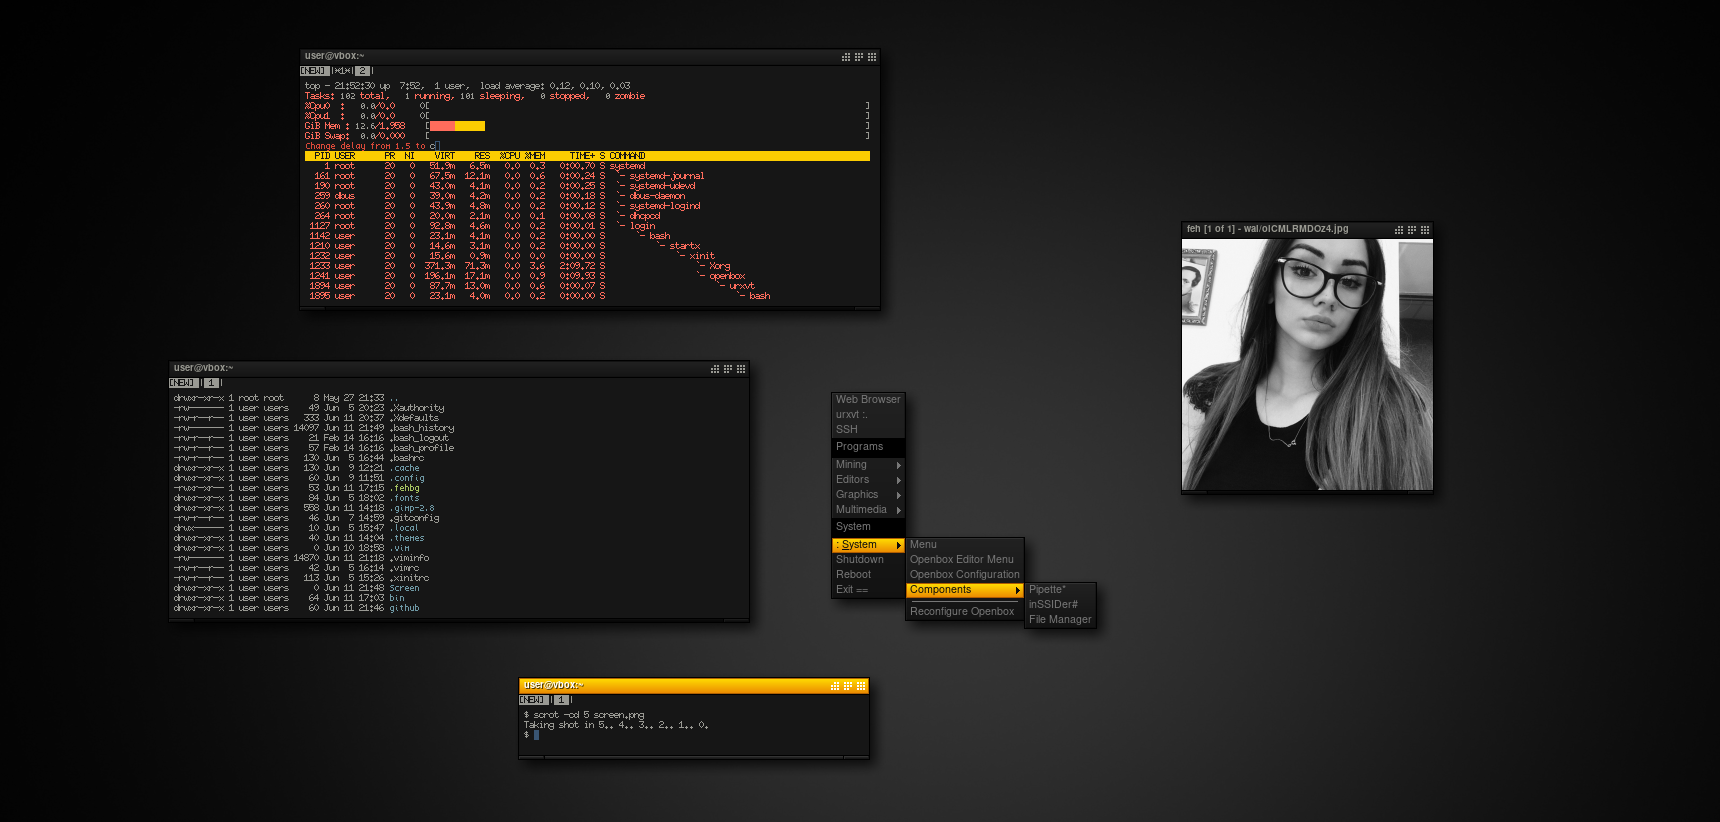 user@vbox:~
[NEW] |*1*| 2 |
top - 21:52:30 up  7:52,  1 user,  load average: 0.12, 0.10, 0.03
Tasks: 102 total,   1 running, 101 sleeping,   0 stopped,   0 zombie
%Cpu0  :   0.0/0.0     0[                    ]
%Cpu1  :   0.0/0.0     0[                    ]
GiB Mem : 12.6/1.958    [                    ]
GiB Swap:  0.0/0.000    [                    ]
Change delay from 1.5 to c
PID USER PR NI VIRT RES %CPU %MEM TIME+ S COMMAND
1 root 20 0 51.9m 6.5m 0.0 0.3 0:00.70 S systemd
161 root 20 0 67.5m 12.1m 0.0 0.6 0:00.24 S `- systemd-journal
190 root 20 0 43.0m 4.1m 0.0 0.2 0:00.25 S `- systemd-udevd
259 dbus 20 0 39.0m 4.2m 0.0 0.2 0:00.18 S `- dbus-daemon
260 root 20 0 43.9m 4.8m 0.0 0.2 0:00.12 S `- systemd-logind
264 root 20 0 20.0m 2.1m 0.0 0.1 0:00.08 S `- dhcpcd
1127 root 20 0 92.8m 4.6m 0.0 0.2 0:00.01 S `- login
1142 user 20 0 23.1m 4.1m 0.0 0.2 0:00.00 S `- bash
1210 user 20 0 14.6m 3.1m 0.0 0.2 0:00.00 S `- startx
1232 user 20 0 15.6m 0.9m 0.0 0.0 0:00.00 S `- xinit
1233 user 20 0 371.3m 71.3m 0.0 3.6 2:09.72 S `- Xorg
1241 user 20 0 196.1m 17.1m 0.0 0.9 0:09.93 S `- openbox
1894 user 20 0 87.7m 13.0m 0.0 0.6 0:00.07 S `- urxvt
1895 user 20 0 23.1m 4.0m 0.0 0.2 0:00.00 S `- bash
feh [1 of 1] - wal/oICMLRMDOz4.jpg
user@vbox:~
[NEW] | 1 |
drwxr-xr-x 1 root root 8 May 27 21:33 ..
-rw------- 1 user users 49 Jun 5 20:23 .Xauthority
-rw-r--r-- 1 user users 333 Jun 11 20:37 .Xdefaults
-rw------- 1 user users 14097 Jun 11 21:49 .bash_history
-rw-r--r-- 1 user users 21 Feb 14 16:16 .bash_logout
-rw-r--r-- 1 user users 57 Feb 14 16:16 .bash_profile
-rw-r--r-- 1 user users 130 Jun 5 16:44 .bashrc
drwxr-xr-x 1 user users 130 Jun 9 12:21 .cache
drwxr-xr-x 1 user users 60 Jun 9 11:51 .config
-rwxr-xr-x 1 user users 53 Jun 11 17:15 .fehbg
drwxr-xr-x 1 user users 84 Jun 5 18:02 .fonts
drwxr-xr-x 1 user users 558 Jun 11 14:18 .gimp-2.8
-rw-r--r-- 1 user users 46 Jun 7 14:59 .gitconfig
drwx------ 1 user users 10 Jun 5 15:47 .local
drwxr-xr-x 1 user users 40 Jun 11 14:04 .themes
drwxr-xr-x 1 user users 0 Jun 10 18:58 .vim
-rw------- 1 user users 14870 Jun 11 21:18 .viminfo
-rw-r--r-- 1 user users 42 Jun 5 16:14 .vimrc
-rw-r--r-- 1 user users 113 Jun 5 15:26 .xinitrc
drwxr-xr-x 1 user users 0 Jun 11 21:48 Screen
drwxr-xr-x 1 user users 64 Jun 11 17:03 bin
drwxr-xr-x 1 user users 60 Jun 11 21:46 github
Web Browser
urxvt :.
SSH
Programs
Mining
Editors
Graphics
Multimedia
System
: System
Shutdown
Reboot
Exit ==
Menu
Openbox Editor Menu
Openbox Configuration
Components
Reconfigure Openbox
Pipette*
inSSIDer#
File Manager
user@vbox:~
[NEW] | 1 |
$ scrot -cd 5 screen.png
Taking shot in 5.. 4.. 3.. 2.. 1.. 0.
$